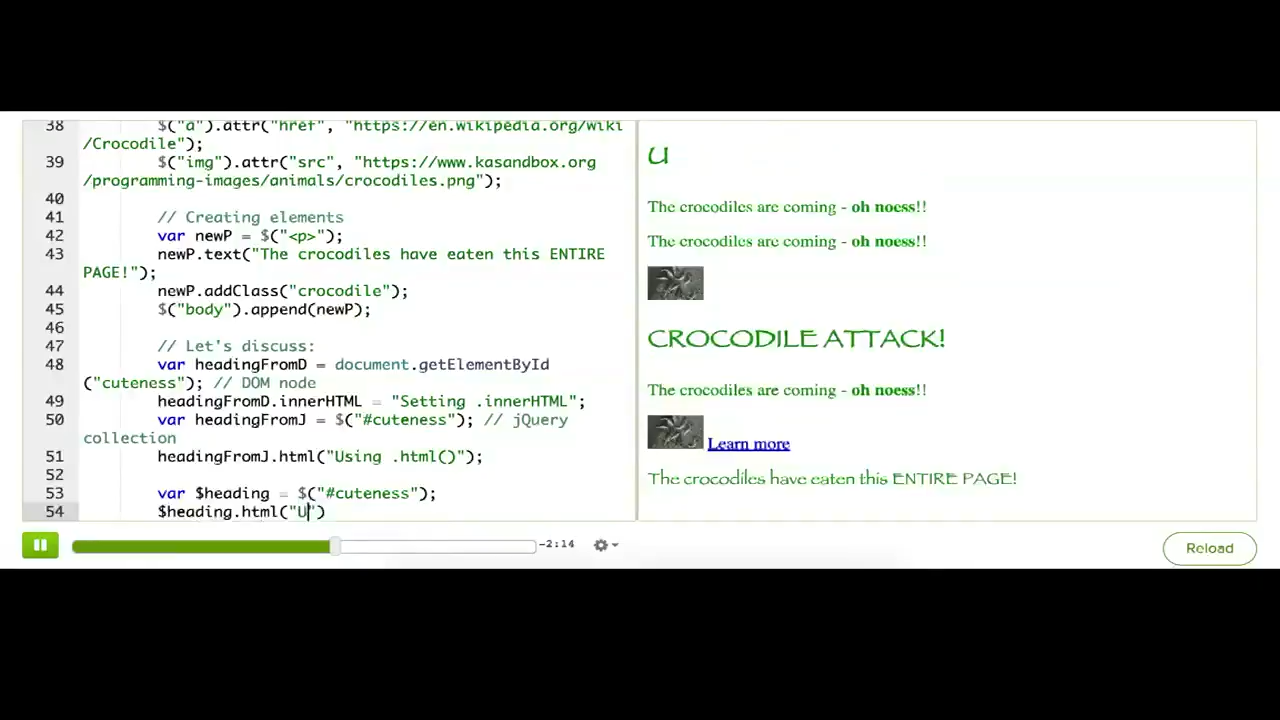 38 $("a").attr("href", "https://en.wikipedia.org/wiki
/Crocodile");
39 $("img").attr("src", "https://www.kasandbox.org
/programming-images/animals/crocodiles.png");
40
41 // Creating elements
42 var newP = $("<p>");
43 newP.text("The crocodiles have eaten this ENTIRE
PAGE!");
44 newP.addClass("crocodile");
45 $("body").append(newP);
46
47 // Let's discuss:
48 var headingFromD = document.getElementById
("cuteness"); // DOM node
49 headingFromD.innerHTML = "Setting .innerHTML";
50 var headingFromJ = $("#cuteness"); // jQuery
collection
51 headingFromJ.html("Using .html()");
52
53 var $heading = $("#cuteness");
54 $heading.html("U")
U
The crocodiles are coming - oh noess!!
The crocodiles are coming - oh noess!!
CROCODILE ATTACK!
The crocodiles are coming - oh noess!!
Learn more
The crocodiles have eaten this ENTIRE PAGE!
-2:14
Reload